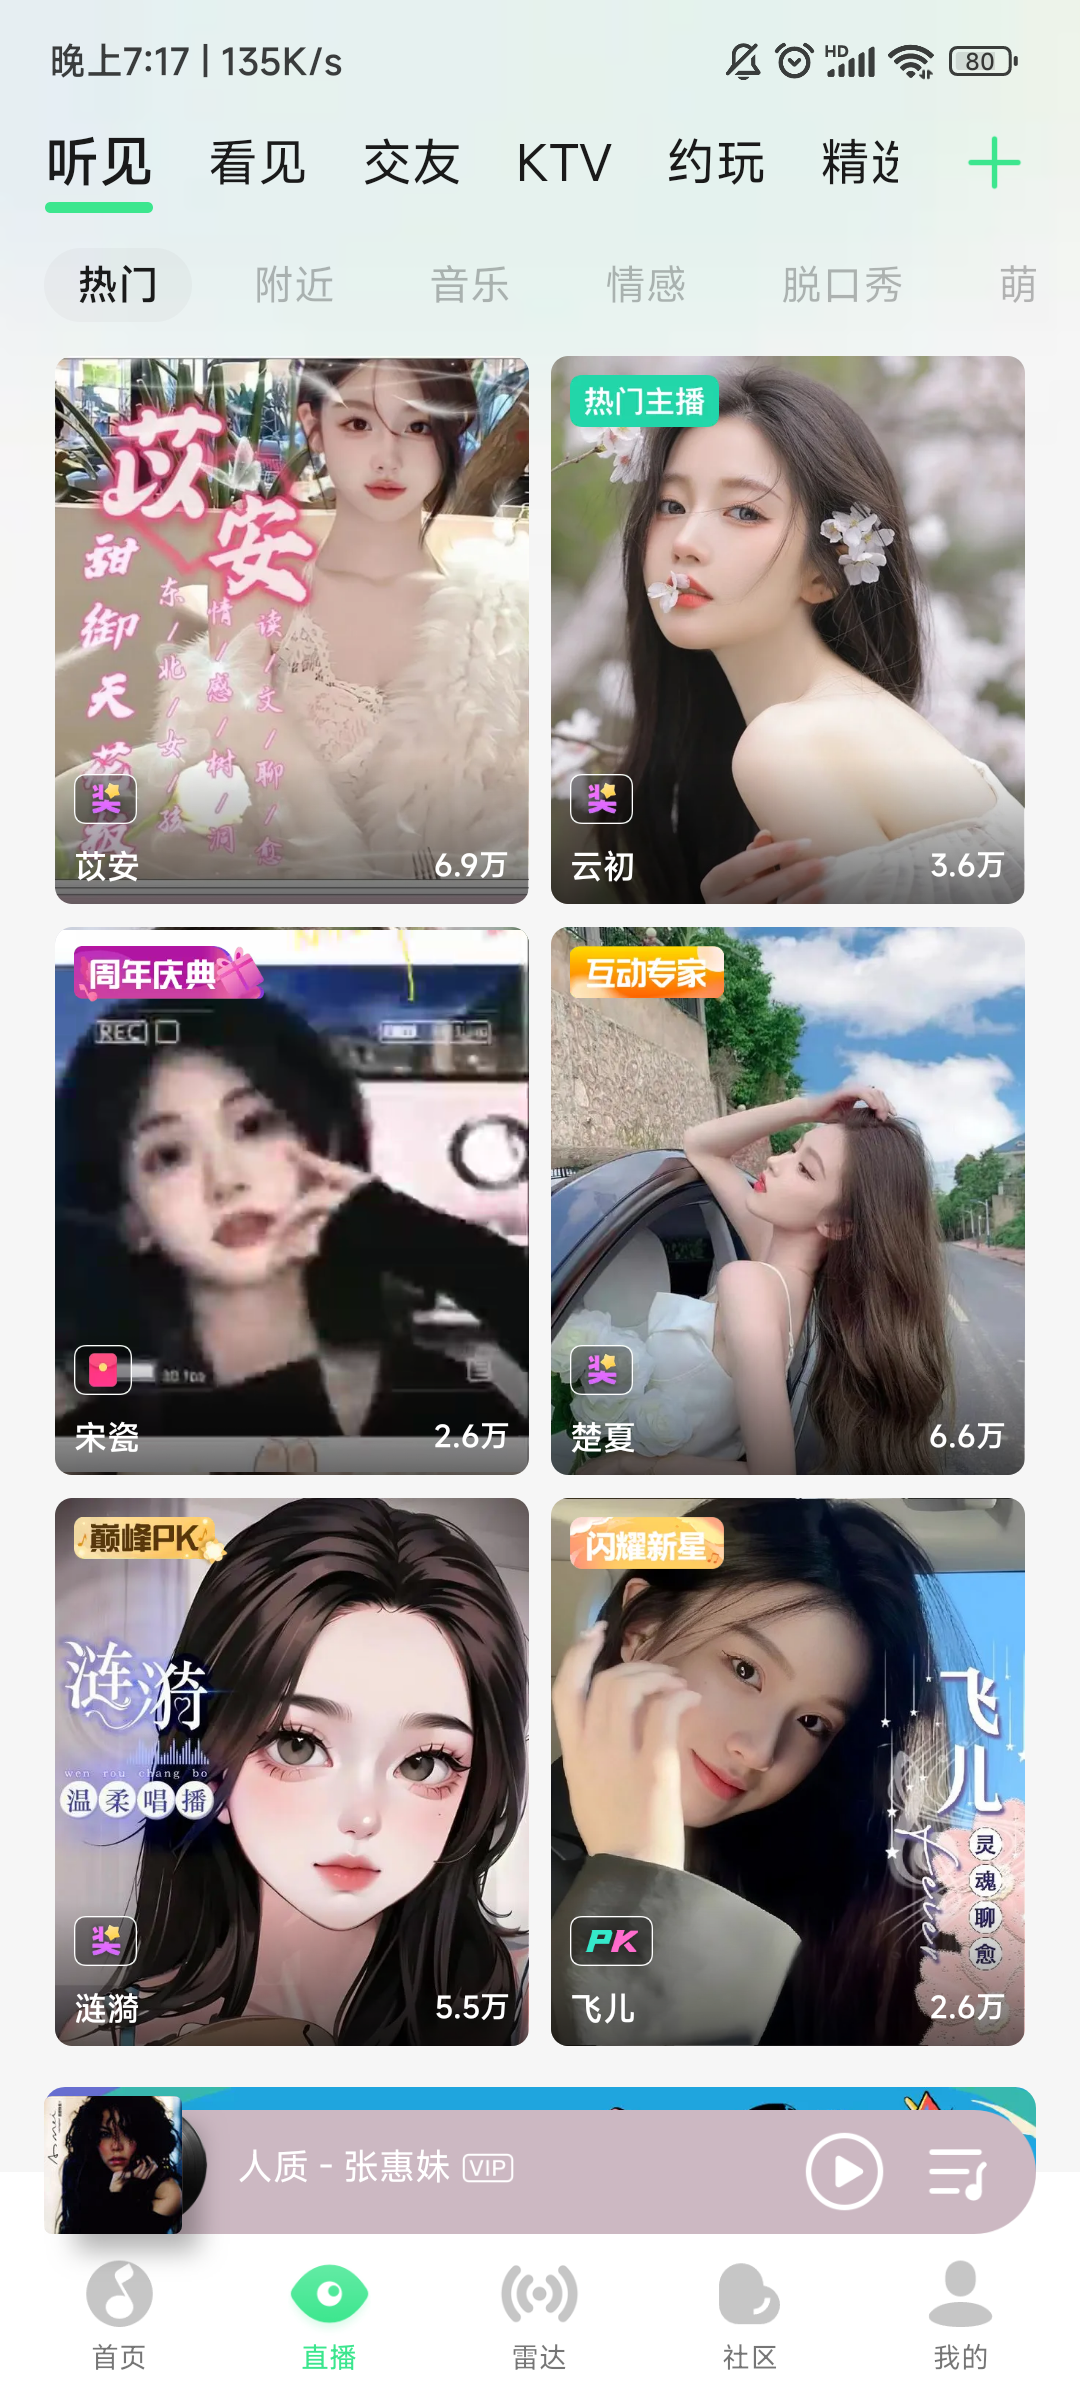 晚上7:17 | 135K/s
HD
80
听见 看见 交友 KTV 约玩 精选
热门 附近 音乐 情感 脱口秀 萌
苡安
甜御天花板
东/北/女/孩
情/感/树/洞
读/文/聊/愈
奖
苡安 6.9万
热门主播
奖
云初 3.6万
周年庆典
REC
宋瓷 2.6万
互动专家
奖
楚夏 6.6万
巅峰PK
涟漪
wen rou chang bo
温柔唱播
奖
涟漪 5.5万
闪耀新星
飞儿
灵魂聊愈
PK
飞儿 2.6万
人质 - 张惠妹 VIP
首页 直播 雷达 社区 我的